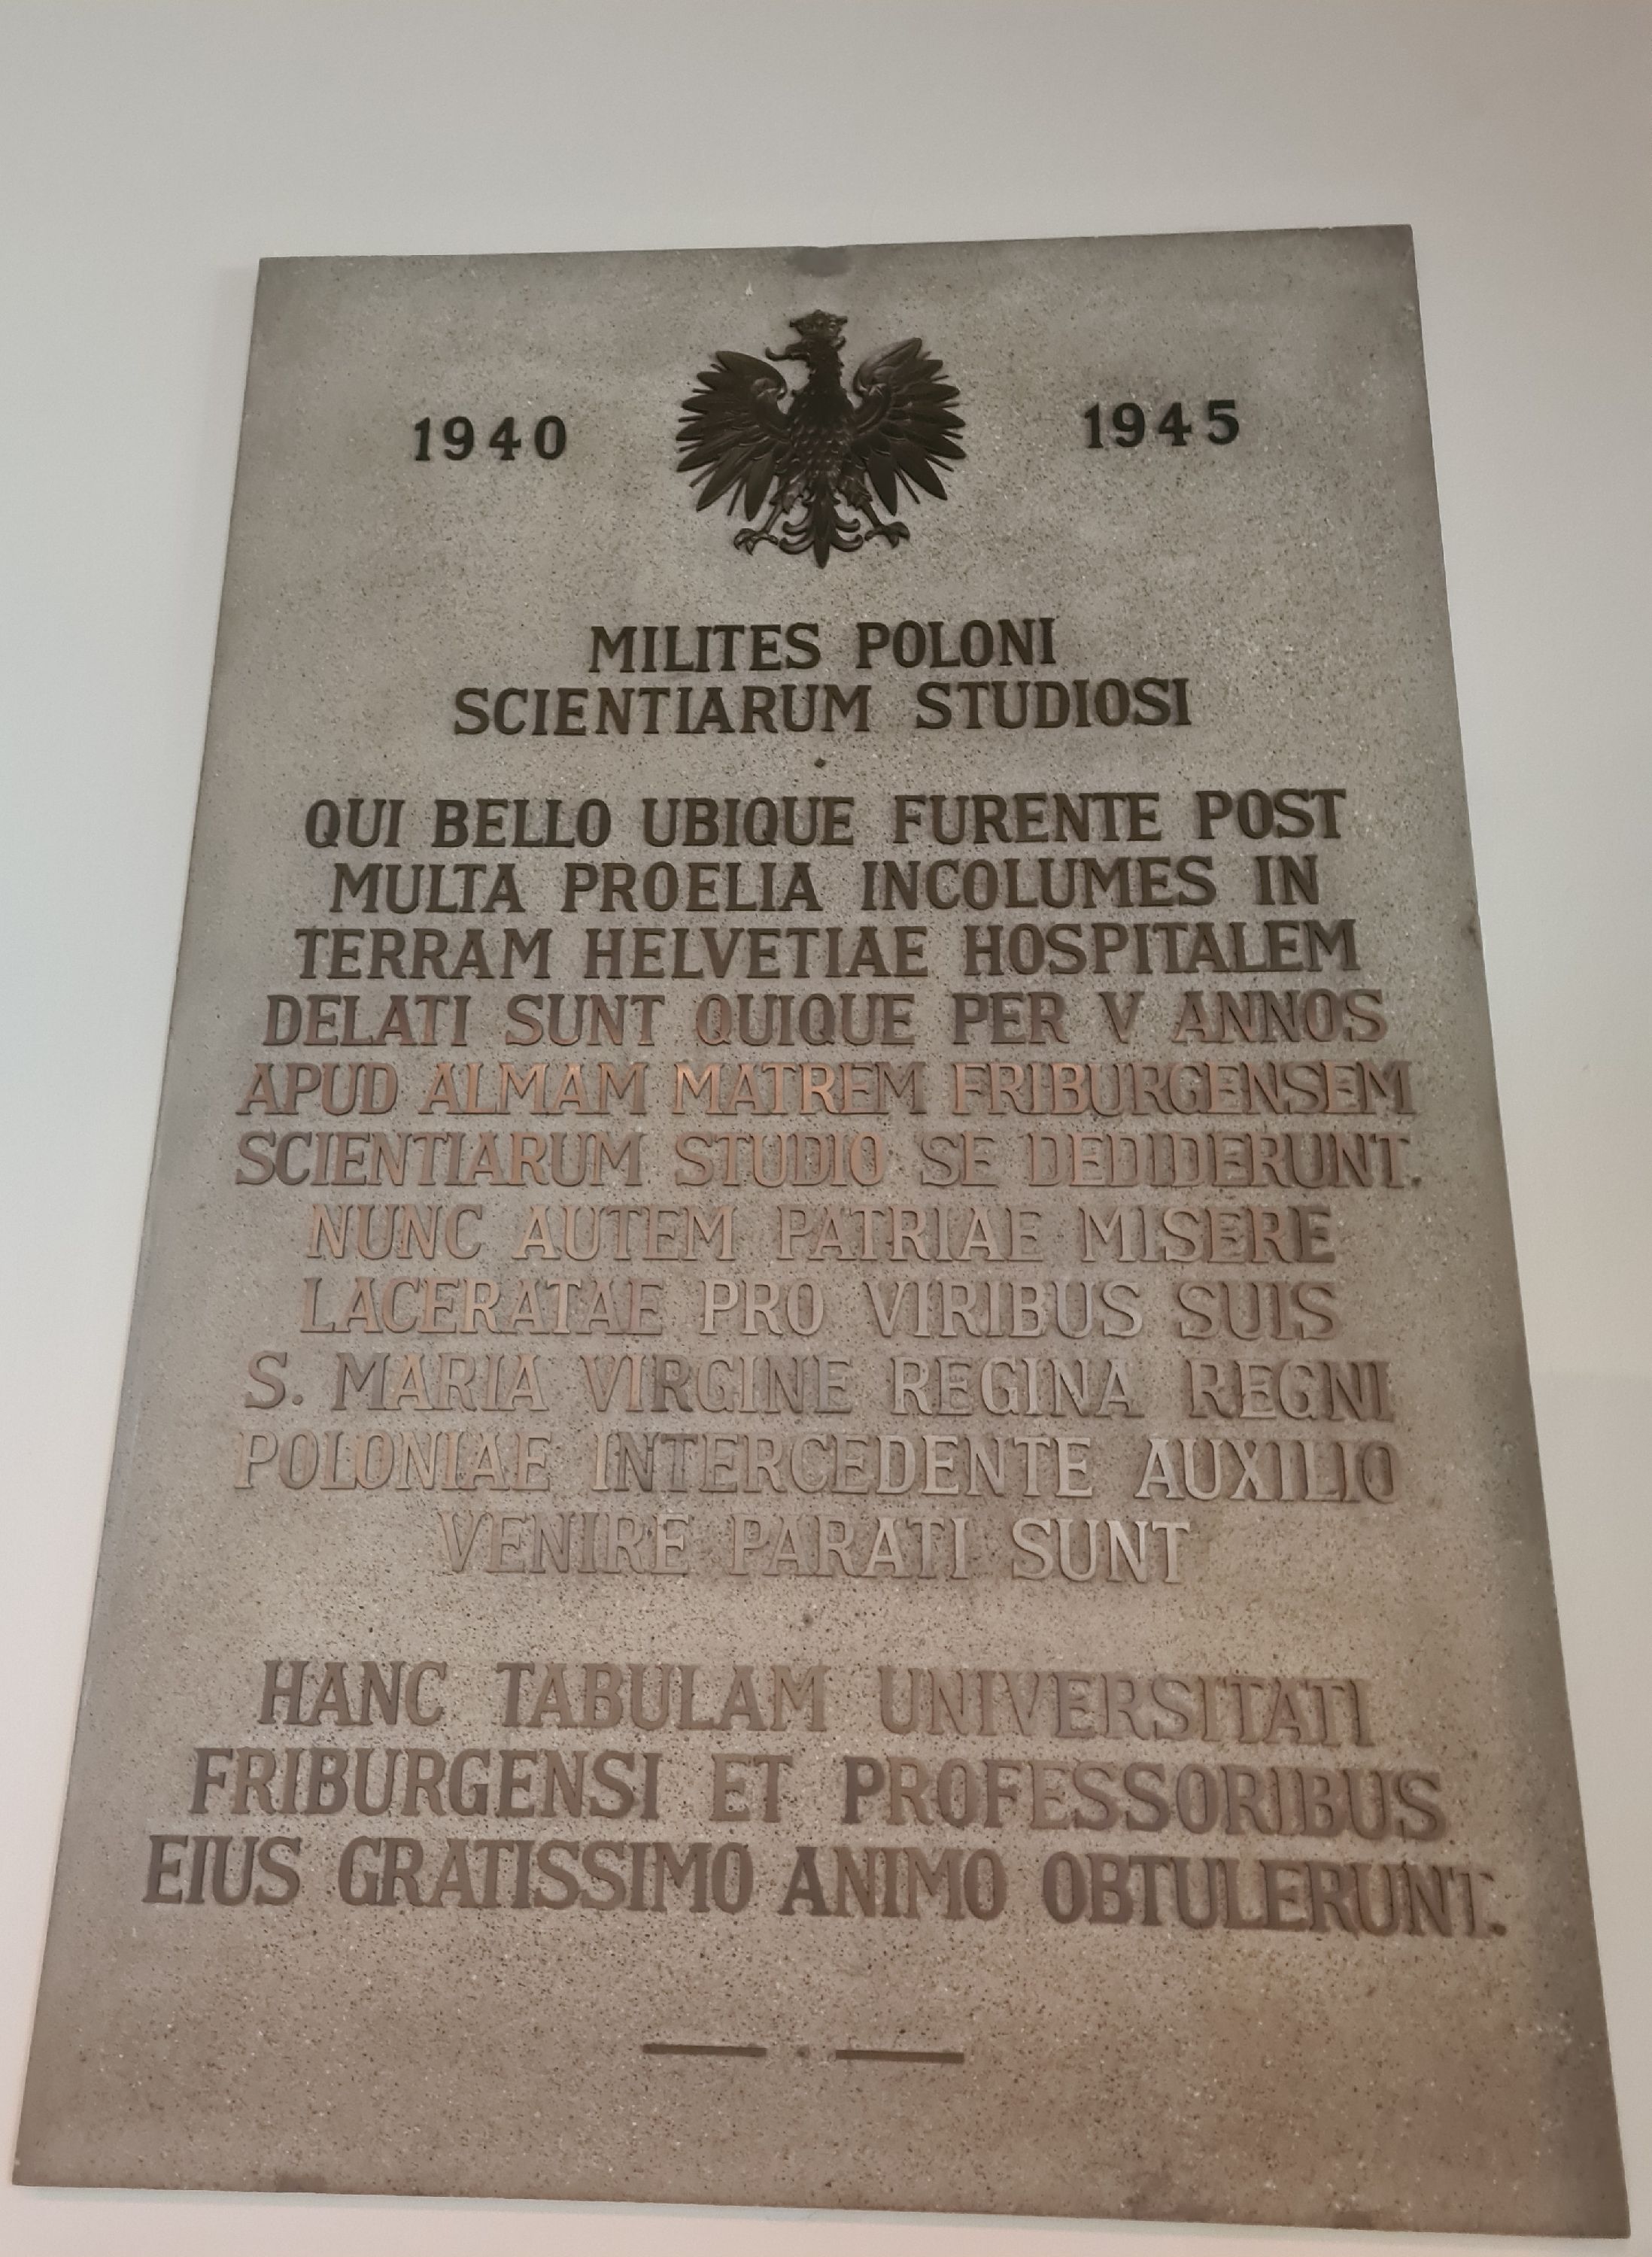 1940 1945
MILITES POLONI
SCIENTIARUM STUDIOSI
QUI BELLO UBIQUE FURENTE POST
MULTA PROELIA INCOLUMES IN
TERRAM HELVETIAE HOSPITALEM
DELATI SUNT QUIQUE PER V ANNOS
APUD ALMAM MATREM FRIBURGENSEM
SCIENTIARUM STUDIO SE DEDIDERUNT.
NUNC AUTEM PATRIAE MISERE
LACERATAE PRO VIRIBUS SUIS
S. MARIA VIRGINE REGINA REGNI
POLONIAE INTERCEDENTE AUXILIO
VENIRE PARATI SUNT
HANC TABULAM UNIVERSITATI
FRIBURGENSI ET PROFESSORIBUS
EIUS GRATISSIMO ANIMO OBTULERUNT.